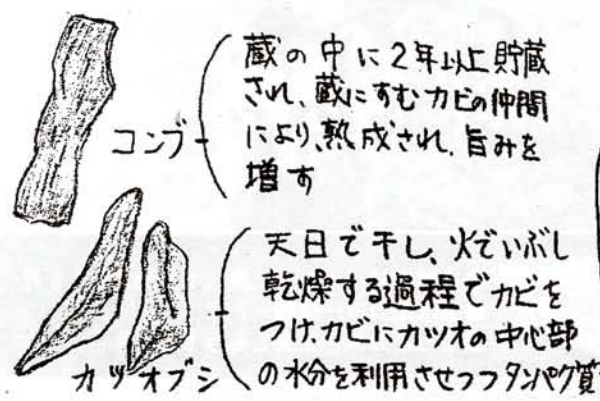 コンブ
蔵の中に2年以上貯蔵
され、蔵にすむカビの仲間
により、熟成され、旨みを
増す
カツオブシ
天日で干し、火でいぶし
乾燥する過程でカビを
つけ、カビにカツオの中心部
の水分を利用させつつタンパク質